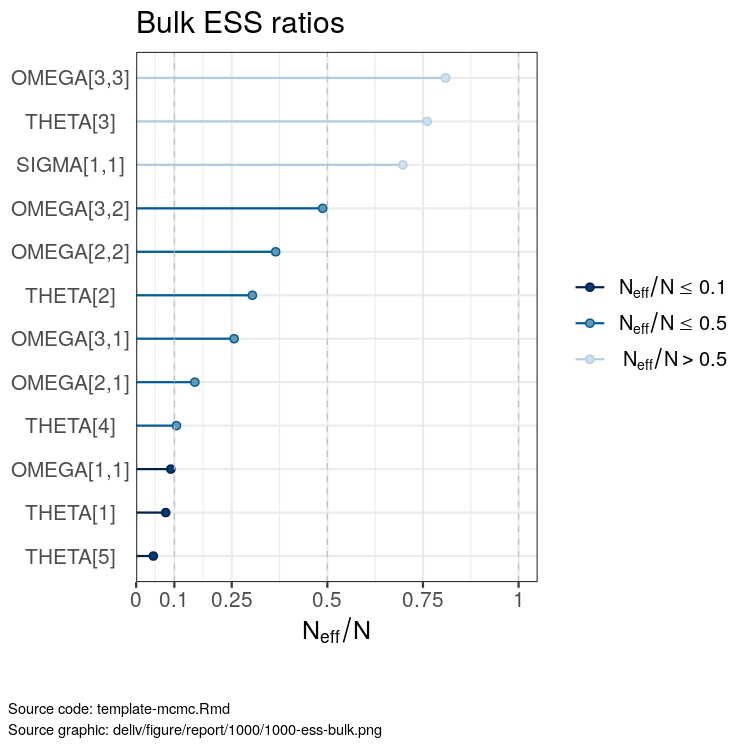 Bulk ESS ratios
OMEGA[3,3]
THETA[3]
SIGMA[1,1]
OMEGA[3,2]
OMEGA[2,2]
THETA[2]
OMEGA[3,1]
OMEGA[2,1]
THETA[4]
OMEGA[1,1]
THETA[1]
THETA[5]
0 0.1 0.25 0.5 0.75 1
Neff/N
Neff/N ≤ 0.1
Neff/N ≤ 0.5
Neff/N > 0.5
Source code: template-mcmc.Rmd
Source graphic: deliv/figure/report/1000/1000-ess-bulk.png